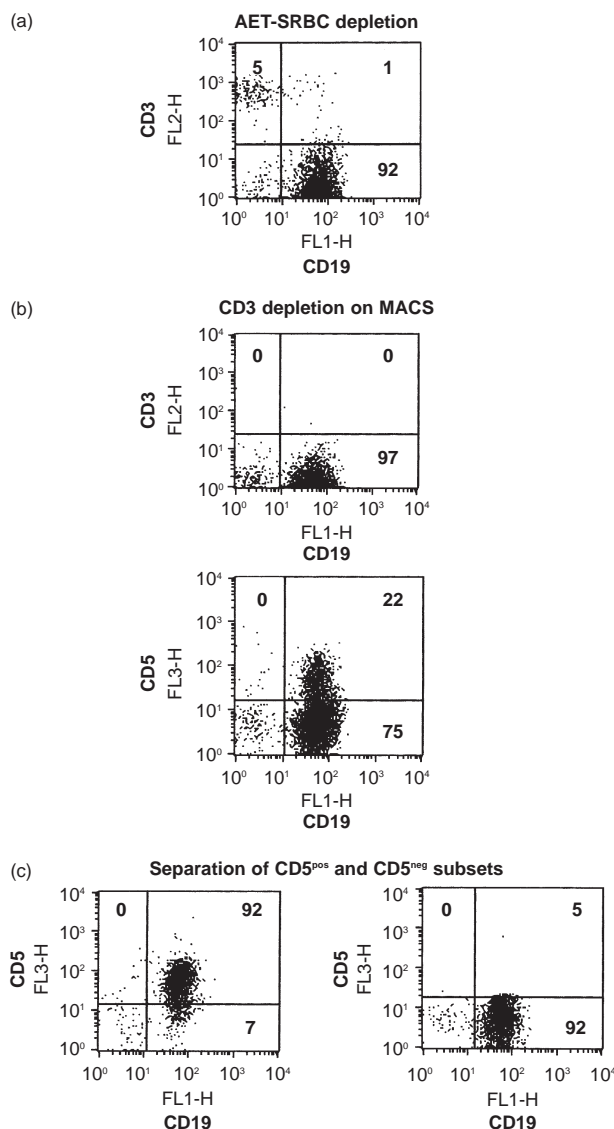 (a)
AET-SRBC depletion
10⁴
10³
10²
10¹
10⁰
CD3
FL2-H
5
1
92
10⁰ 10¹ 10² 10³ 10⁴
FL1-H
CD19
(b)
CD3 depletion on MACS
10⁴
10³
10²
10¹
10⁰
CD3
FL2-H
0
0
97
10⁰ 10¹ 10² 10³ 10⁴
FL1-H
CD19
10⁴
10³
10²
10¹
10⁰
CD5
FL3-H
0
22
75
10⁰ 10¹ 10² 10³ 10⁴
FL1-H
CD19
(c)
Separation of CD5ᵖᵒˢ and CD5ⁿᵉᵍ subsets
10⁴
10³
10²
10¹
10⁰
CD5
FL3-H
0
92
7
10⁰ 10¹ 10² 10³ 10⁴
FL1-H
CD19
10⁴
10³
10²
10¹
10⁰
CD5
FL3-H
0
5
92
10⁰ 10¹ 10² 10³ 10⁴
FL1-H
CD19